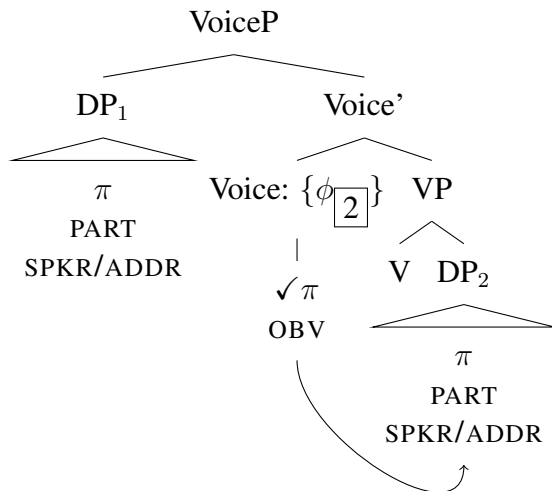 VoiceP
DP₁ Voice’
π
PART
SPKR/ADDR
Voice: {ϕ 2} VP
✓π
OBV
V DP₂
π
PART
SPKR/ADDR